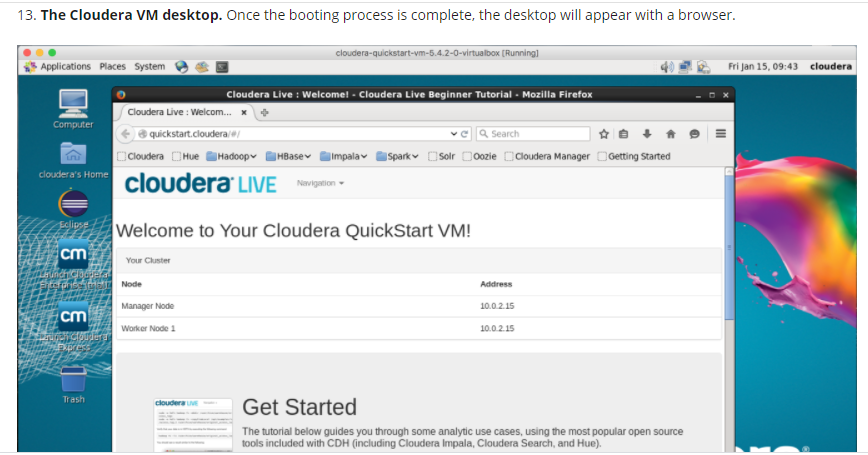 13. The Cloudera VM desktop. Once the booting process is complete, the desktop will appear with a browser.
cloudera-quickstart-vm-5.4.2-0-virtualbox [Running]
Applications Places System Fri Jan 15, 09:43 cloudera
Cloudera Live : Welcome! - Cloudera Live Beginner Tutorial - Mozilla Firefox
Cloudera Live : Welcom...
quickstart.cloudera/#/ Search
Cloudera Hue Hadoop HBase Impala Spark Solr Oozie Cloudera Manager Getting Started
Computer
cloudera's Home
Eclipse
cm
Launch Cloudera
cm
Launch Cloudera
Express
Trash
cloudera LIVE Navigation
Welcome to Your Cloudera QuickStart VM!
Your Cluster
Node Address
Manager Node 10.0.2.15
Worker Node 1 10.0.2.15
cloudera LIVE
Get Started
The tutorial below guides you through some analytic use cases, using the most popular open source
tools included with CDH (including Cloudera Impala, Cloudera Search, and Hue).